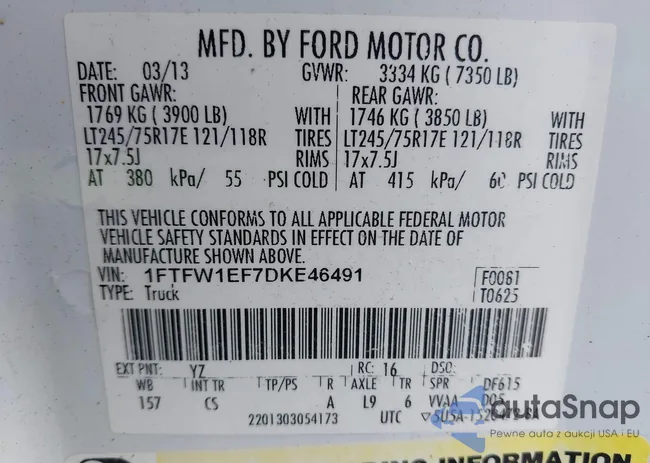 MFD. BY FORD MOTOR CO.
DATE: 03/13 GVWR: 3334 KG ( 7350 LB)
FRONT GAWR: REAR GAWR:
1769 KG ( 3900 LB) WITH 1746 KG ( 3850 LB) WITH
LT245/75R17E 121/118R TIRES LT245/75R17E 121/118R TIRES
17x7.5J RIMS 17x7.5J RIMS
AT 380 kPa/ 55 PSI COLD AT 415 kPa/ 60 PSI COLD
THIS VEHICLE CONFORMS TO ALL APPLICABLE FEDERAL MOTOR
VEHICLE SAFETY STANDARDS IN EFFECT ON THE DATE OF
MANUFACTURE SHOWN ABOVE.
VIN: 1FTFW1EF7DKE46491 F0081
TYPE: Truck T0625
EXT PNT: YZ RC: 16 DSO:
WB INT TR TP/PS R AXLE TR SPR DF615
157 CS A L9 6 VVAA
2201303054173 UTC
autoSnap
Pewne auta z aukcji USA i EU
INFORMATION